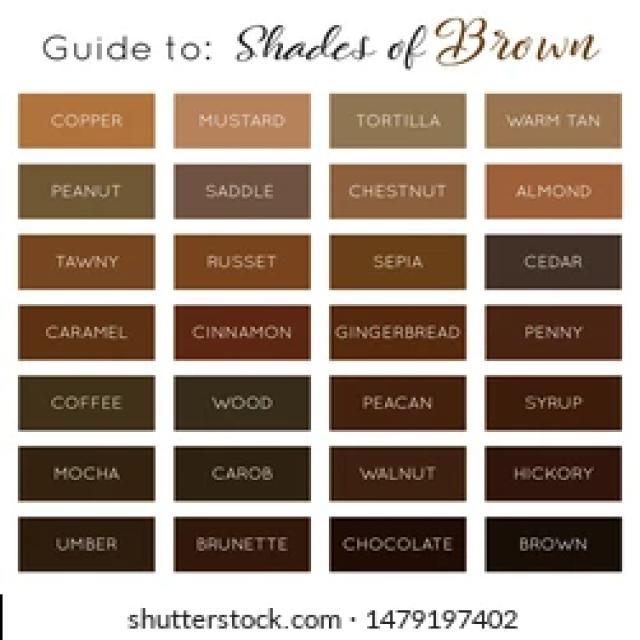 Guide to: Shades of Brown
COPPER MUSTARD TORTILLA WARM TAN
PEANUT SADDLE CHESTNUT ALMOND
TAWNY RUSSET SEPIA CEDAR
CARAMEL CINNAMON GINGERBREAD PENNY
COFFEE WOOD PEACAN SYRUP
MOCHA CAROB WALNUT HICKORY
UMBER BRUNETTE CHOCOLATE BROWN
shutterstock.com · 1479197402